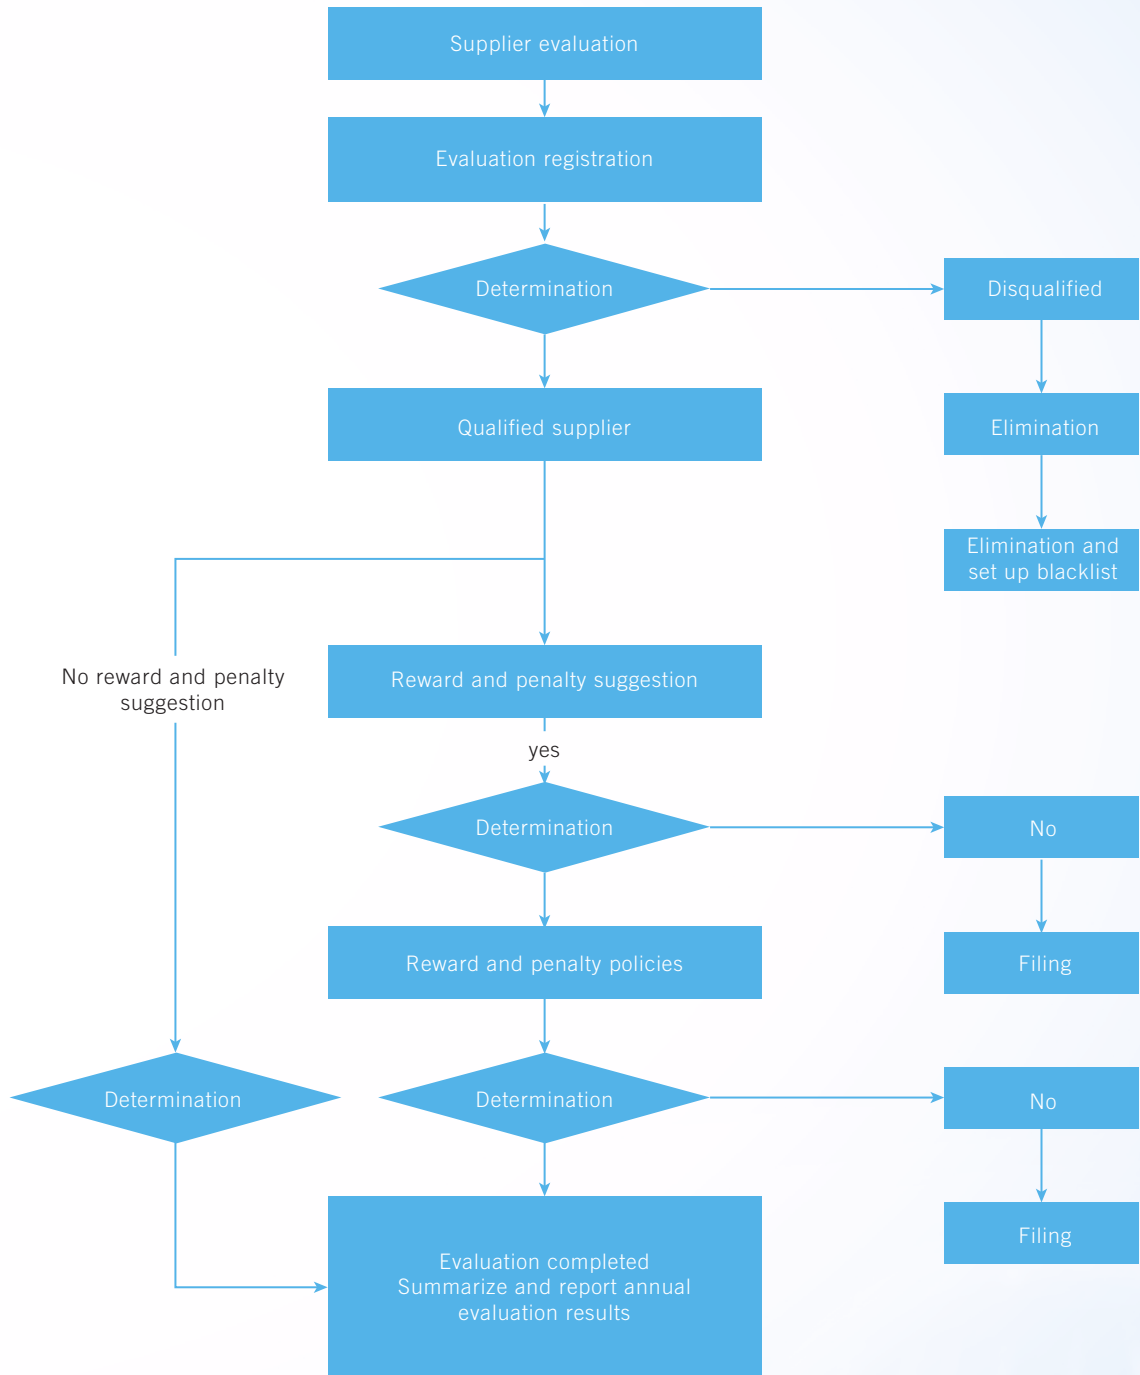 Supplier evaluation
Evaluation registration
Determination
Disqualified
Qualified supplier
Elimination
Elimination and
set up blacklist
No reward and penalty
suggestion
Reward and penalty suggestion
yes
Determination
No
Reward and penalty policies
Filing
Determination
Determination
No
Filing
Evaluation completed
Summarize and report annual
evaluation results